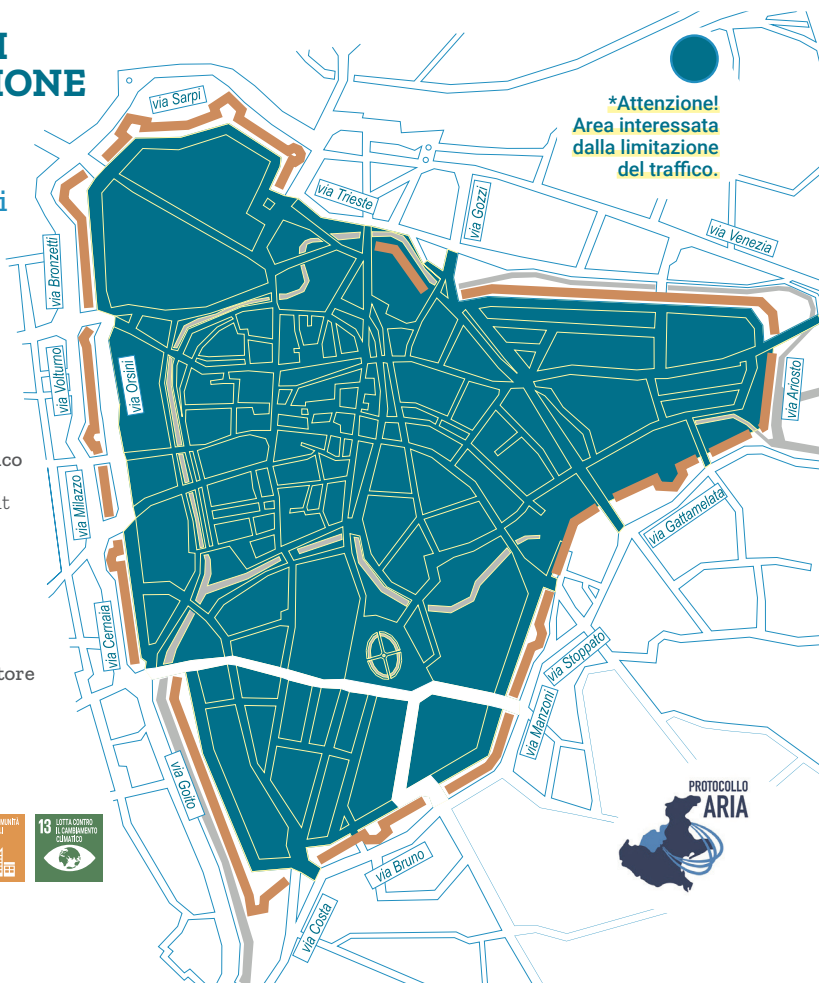 I
IONE
i
co
t
tore
via Sarpi
*Attenzione!
Area interessata
dalla limitazione
del traffico.
via Trieste
via Gozzi
via Venezia
via Bronzetti
via Volturno
via Orsini
via Ariosto
via Milazzo
via Gattamelata
via Cernaia
via Stoppato
via Manzoni
via Goito
via Bruno
via Costa
PROTOCOLLO
ARIA
13 LOTTA CONTRO
IL CAMBIAMENTO
CLIMATICO